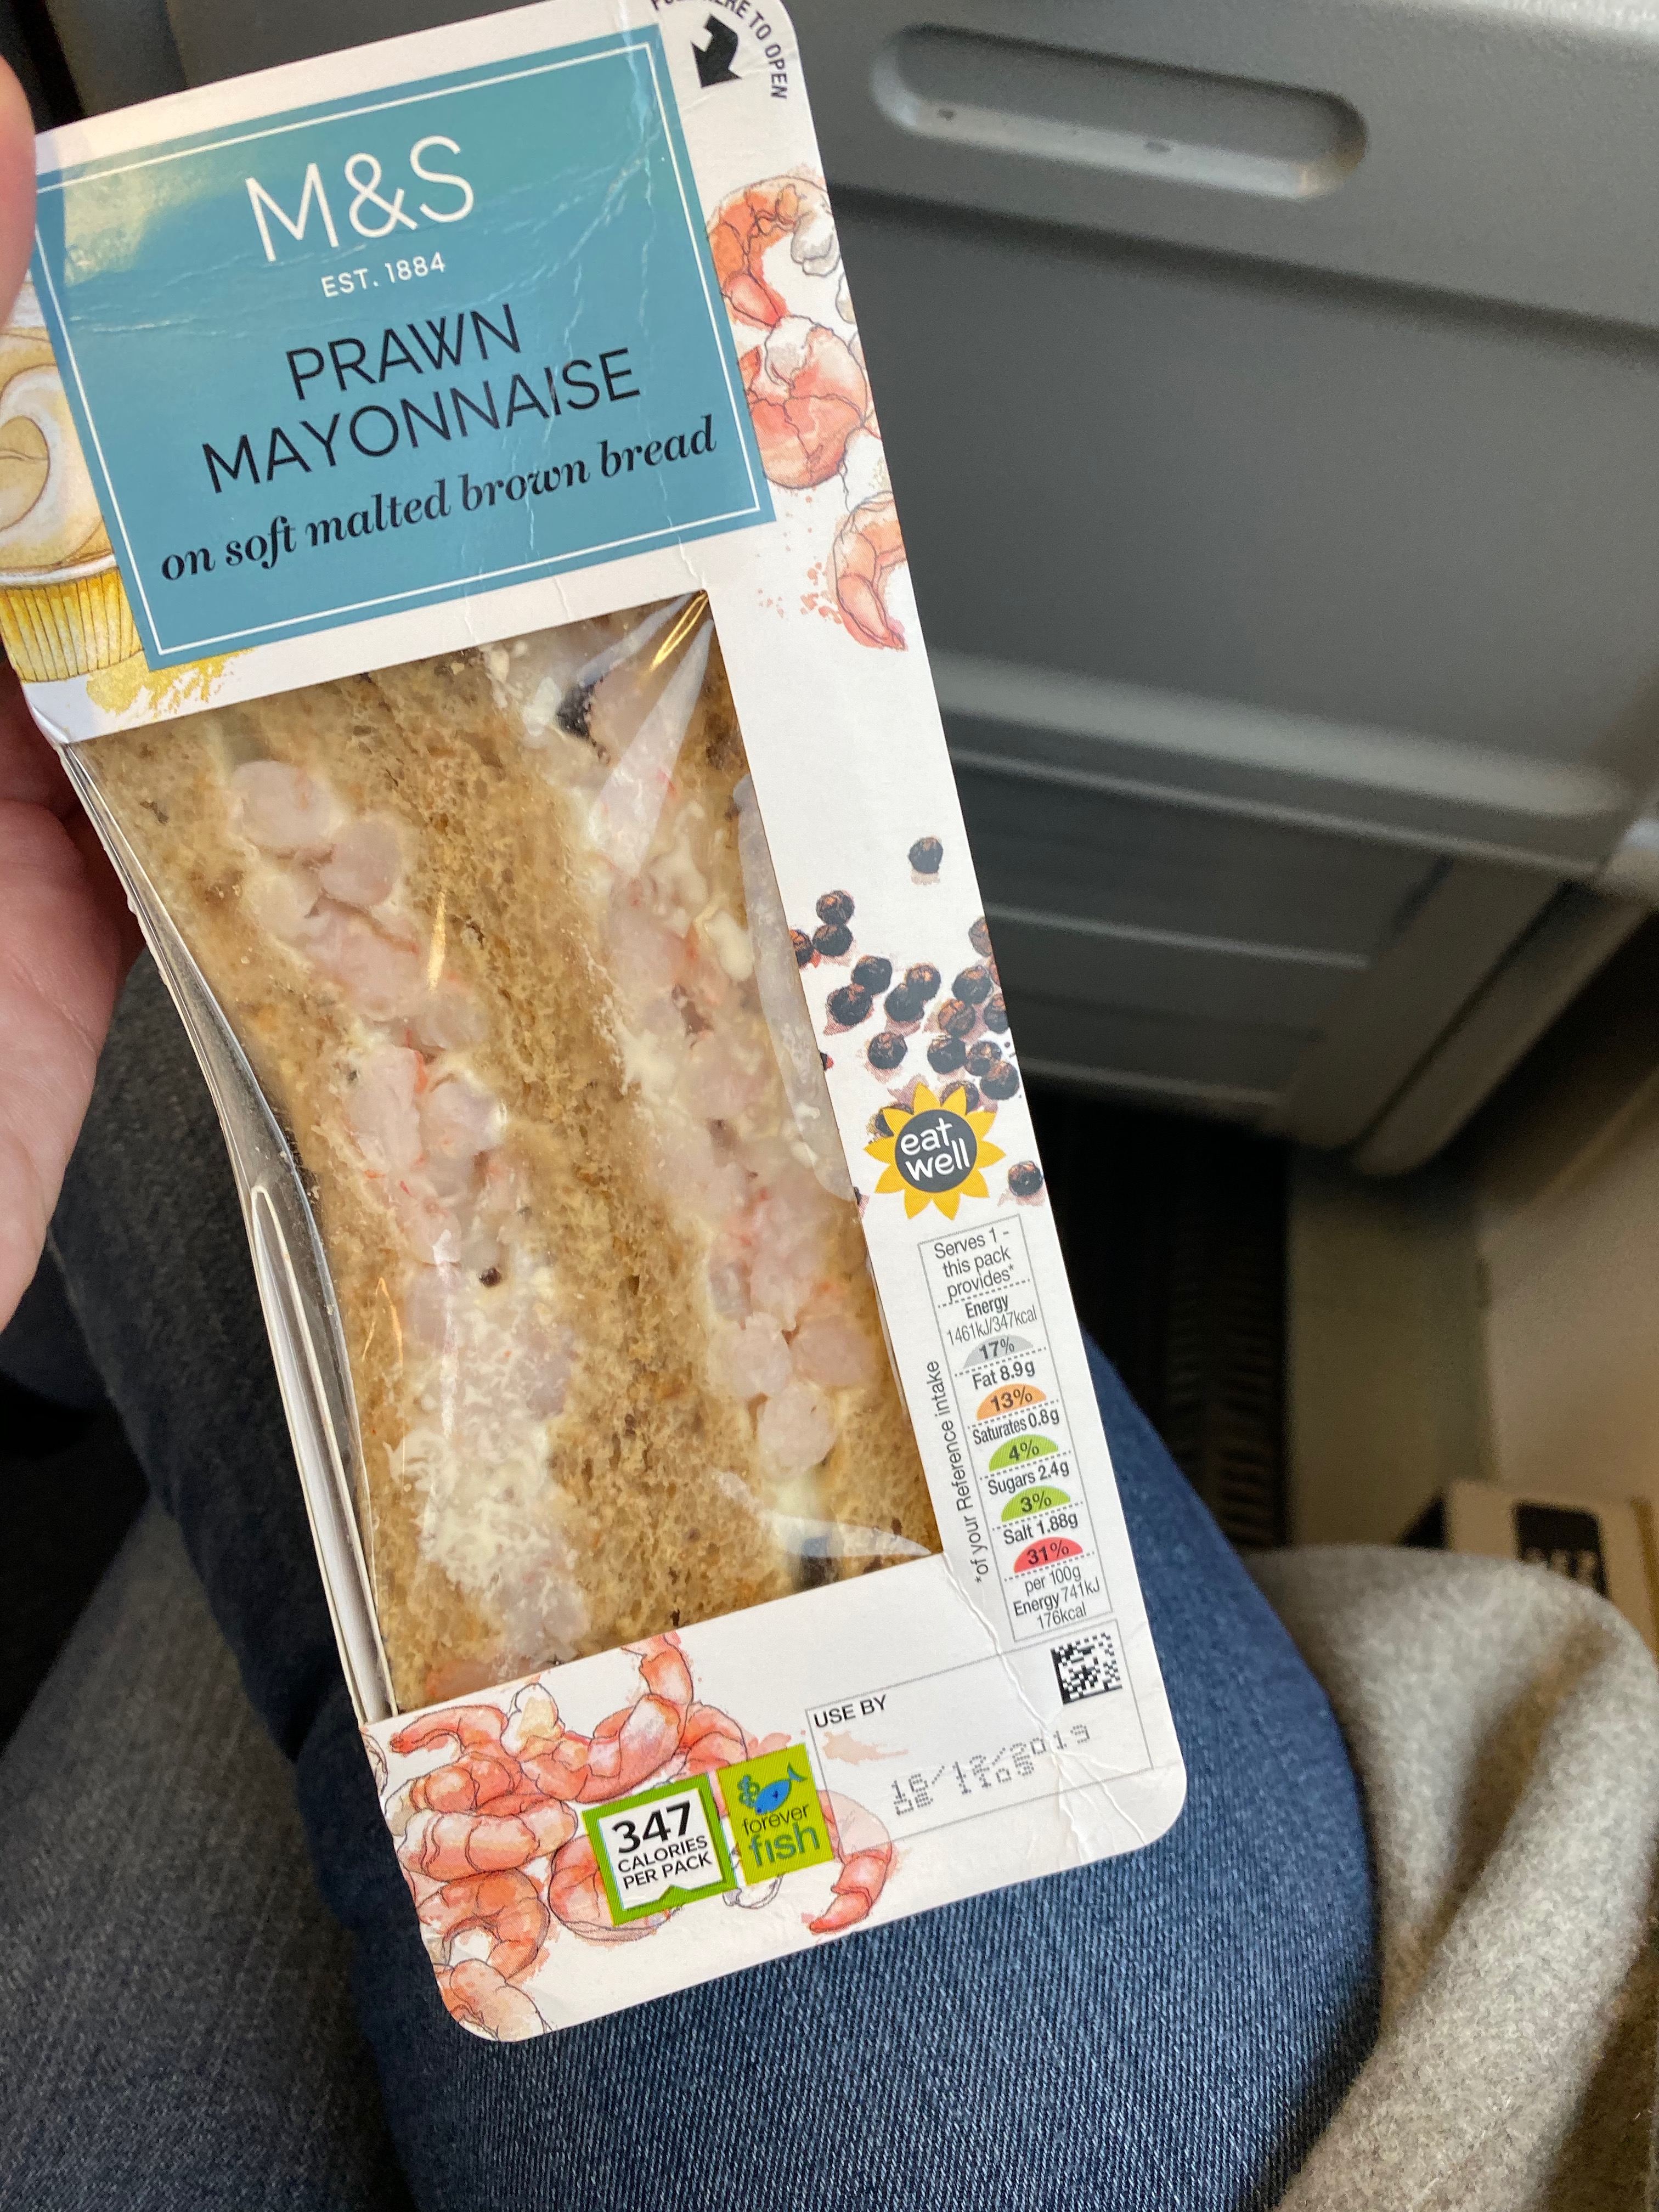 PULL HERE TO OPEN
M&S
EST. 1884
PRAWN
MAYONNAISE
on soft malted brown bread
eat
well
Serves 1 -
this pack
provides*
Energy
1461kJ/347kcal
17%
Fat 8.9g
13%
Saturates 0.8g
4%
Sugars 2.4g
3%
Salt 1.88g
31%
per 100g
Energy 741kJ
176kcal
*of your Reference intake
USE BY
347
CALORIES
PER PACK
forever
fish